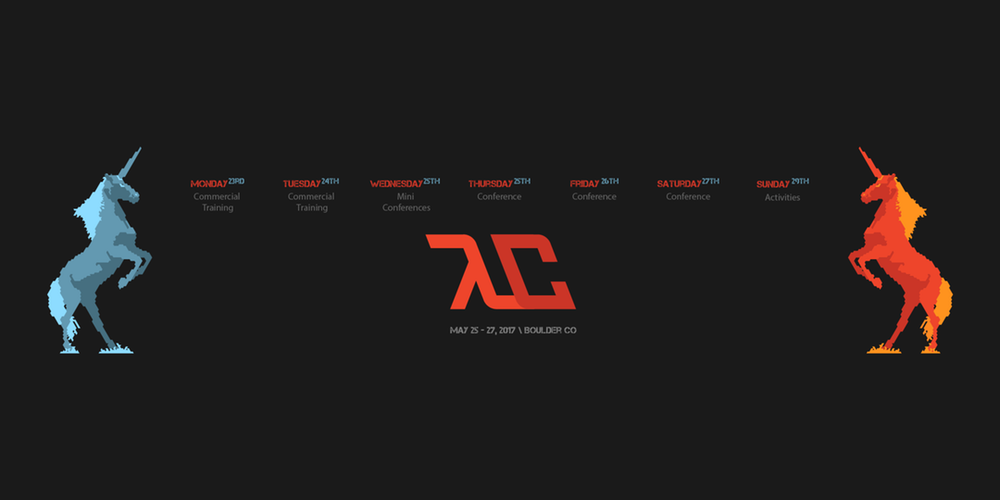 MONDAY 23RD
Commercial
Training
TUESDAY 24TH
Commercial
Training
WEDNESDAY 25TH
Mini
Conferences
THURSDAY 25TH
Conference
FRIDAY 26TH
Conference
SATURDAY 27TH
Conference
SUNDAY 29TH
Activities
λC
MAY 25 - 27, 2017 \ BOULDER CO